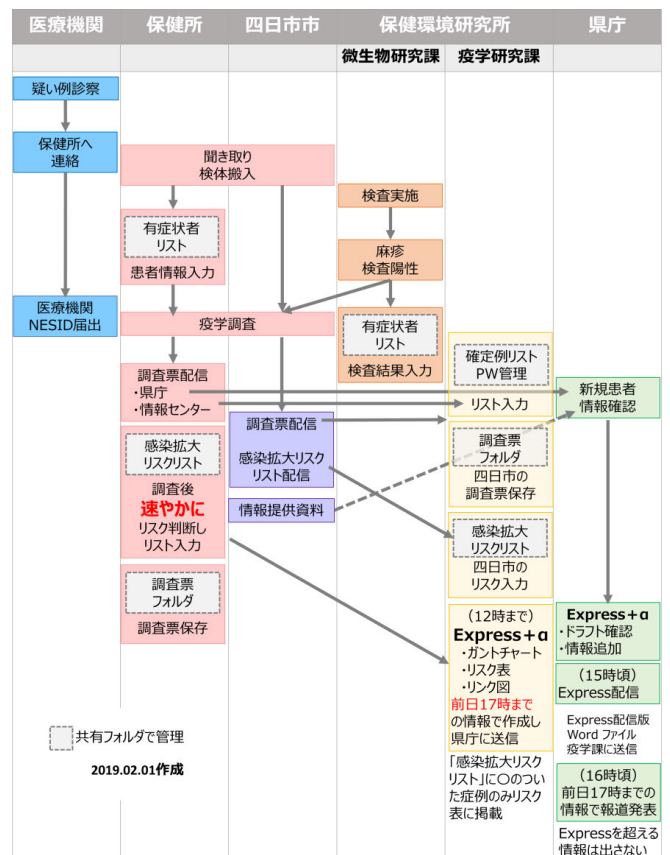 医療機関
保健所
四日市市
保健環境研究所
県庁
微生物研究課
疫学研究課
疑い例診察
保健所へ
連絡
医療機関
NESID届出
聞き取り
検体搬入
有症状者
リスト
患者情報入力
疫学調査
調査票配信
・県庁
・情報センター
感染拡大
リスクリスト
調査後
速やかに
リスク判断し
リスト入力
調査票
フォルダ
調査票保存
調査票配信
感染拡大リスク
リスト配信
情報提供資料
検査実施
麻疹
検査陽性
有症状者
リスト
検査結果入力
確定例リスト
PW管理
リスト入力
調査票
フォルダ
四日市の
調査票保存
感染拡大
リスクリスト
四日市の
リスク入力
(12時まで)
Express+α
・ガントチャート
・リスク表
・リンク図
前日17時まで
の情報で作成し
県庁に送信
「感染拡大リスク
リスト」に〇のつい
た症例のみリスク
表に掲載
新規患者
情報確認
Express+α
・ドラフト確認
・情報追加
(15時頃)
Express配信
Express配信版
Word ファイル
疫学課に送信
(16時頃)
前日17時までの
情報で報道発表
Expressを超える
情報は出さない
共有フォルダで管理
2019.02.01作成